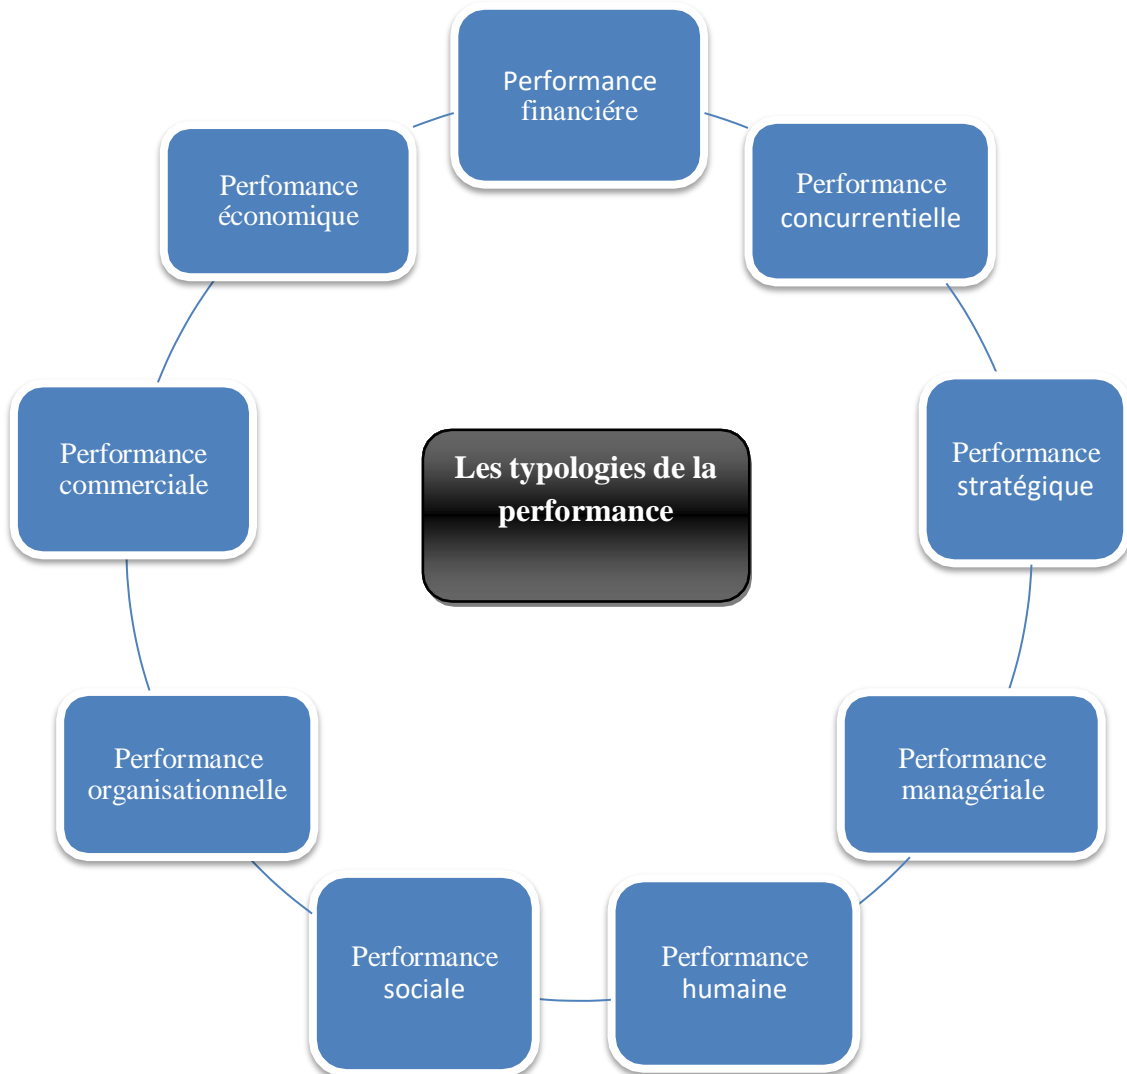 Performance
financiére
Perfomance
économique
Performance
concurrentielle
Performance
commerciale
Les typologies de la
performance
Performance
stratégique
Performance
organisationnelle
Performance
managériale
Performance
sociale
Performance
humaine